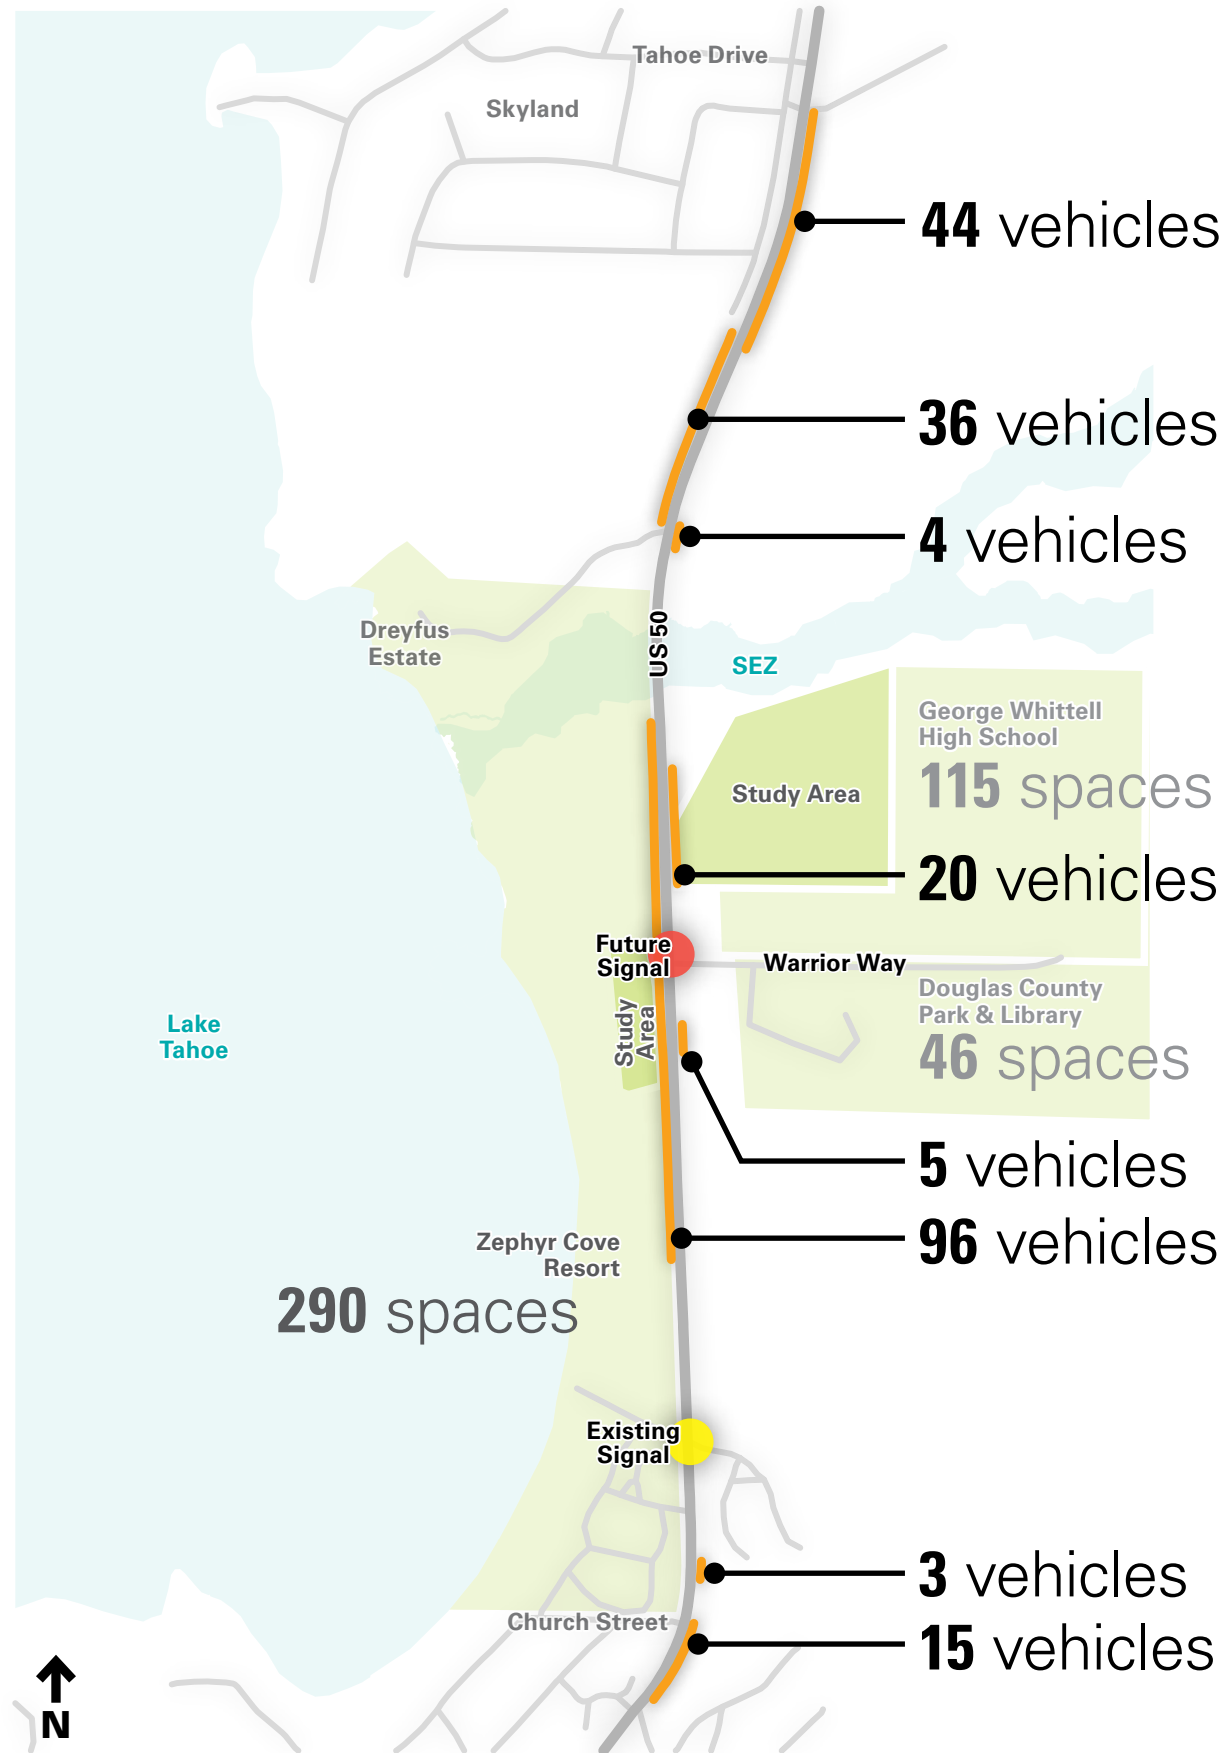 Tahoe Drive
Skyland
44 vehicles
36 vehicles
4 vehicles
Dreyfus
Estate
US 50
SEZ
George Whittell
High School
115 spaces
Study Area
20 vehicles
Future
Signal
Warrior Way
Study
Area
Douglas County
Park & Library
46 spaces
Lake
Tahoe
5 vehicles
96 vehicles
Zephyr Cove
Resort
290 spaces
Existing
Signal
3 vehicles
Church Street
15 vehicles
N